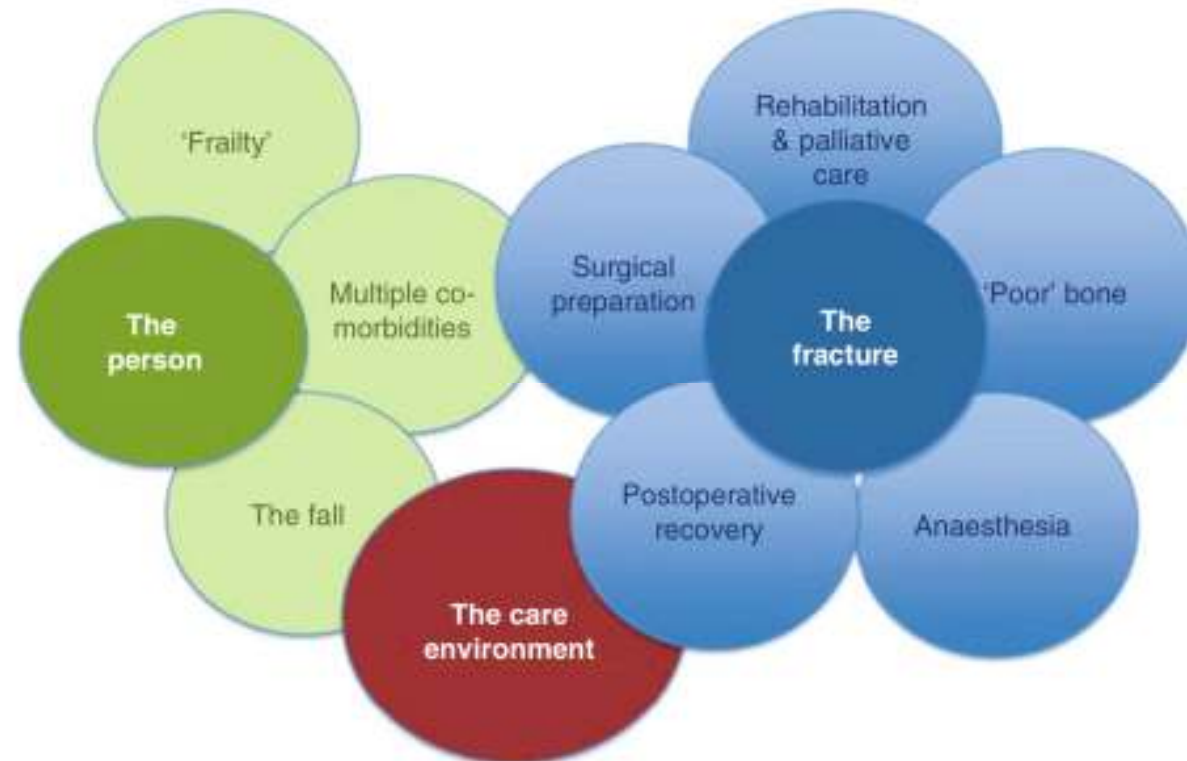 ‘Frailty’
Multiple co-
morbidities
The
person
The fall
The care
environment
Rehabilitation
& palliative
care
Surgical
preparation
The
fracture
‘Poor’ bone
Postoperative
recovery
Anaesthesia